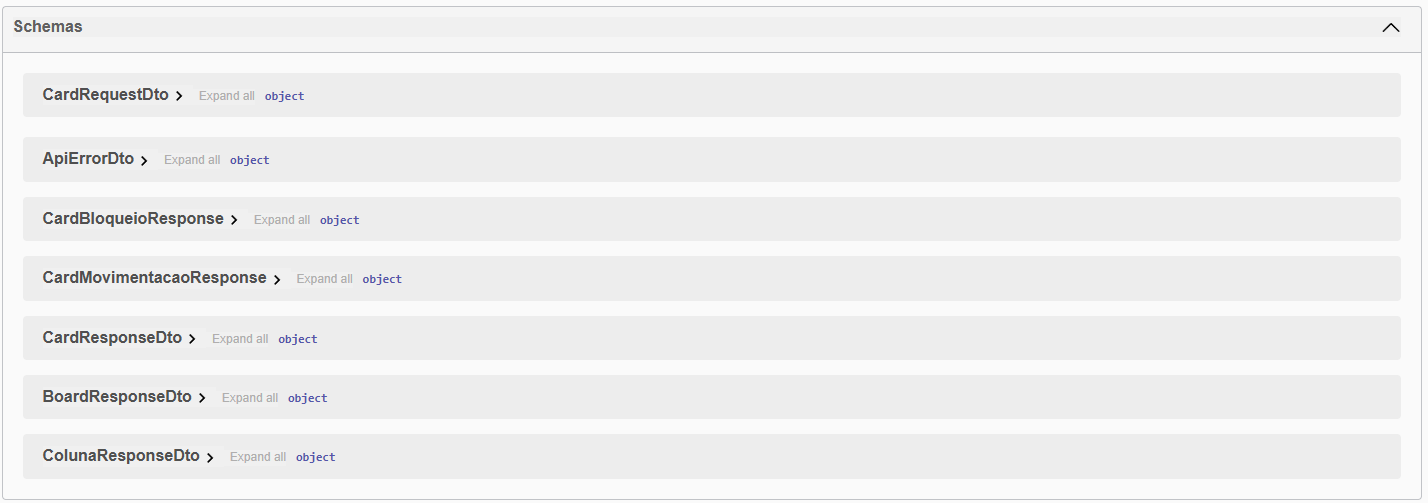 Schemas
CardRequestDto Expand all object
ApiErrorDto Expand all object
CardBloqueioResponse Expand all object
CardMovimentacaoResponse Expand all object
CardResponseDto Expand all object
BoardResponseDto Expand all object
ColunaResponseDto Expand all object